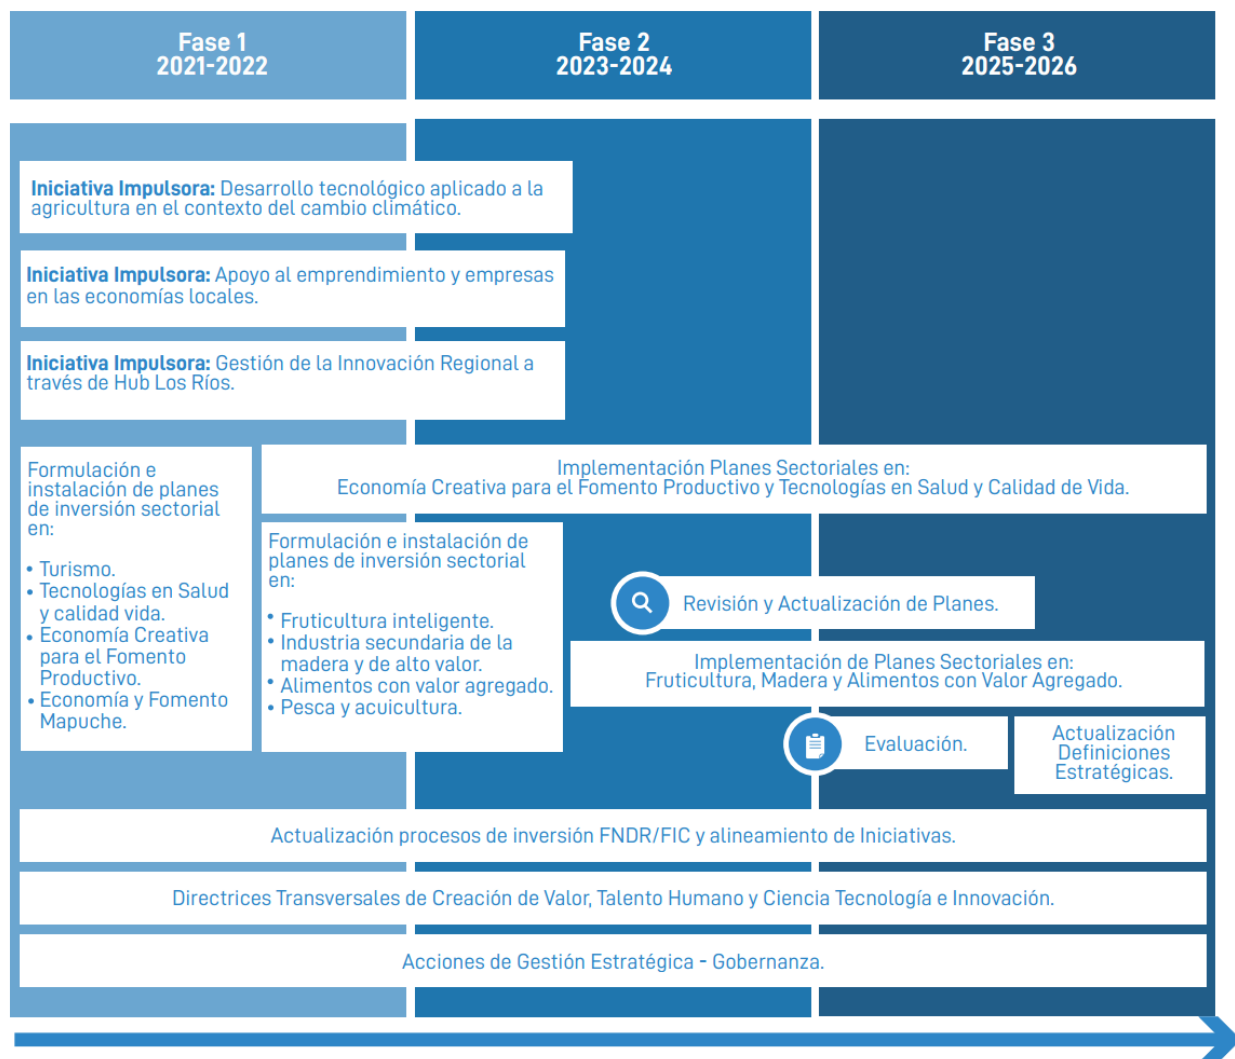 Fase 1
2021-2022
Fase 2
2023-2024
Fase 3
2025-2026
Iniciativa Impulsora: Desarrollo tecnológico aplicado a la
agricultura en el contexto del cambio climático.
Iniciativa Impulsora: Apoyo al emprendimiento y empresas
en las economías locales.
Iniciativa Impulsora: Gestión de la Innovación Regional a
través de Hub Los Ríos.
Formulación e
instalación de planes
de inversión sectorial
en:
• Turismo.
• Tecnologías en Salud
y calidad vida.
• Economía Creativa
para el Fomento
Productivo.
• Economía y Fomento
Mapuche.
Implementación Planes Sectoriales en:
Economía Creativa para el Fomento Productivo y Tecnologías en Salud y Calidad de Vida.
Formulación e instalación de
planes de inversión sectorial
en:
• Fruticultura inteligente.
• Industria secundaria de la
madera y de alto valor.
• Alimentos con valor agregado.
• Pesca y acuicultura.
Revisión y Actualización de Planes.
Implementación de Planes Sectoriales en:
Fruticultura, Madera y Alimentos con Valor Agregado.
Evaluación.
Actualización
Definiciones
Estratégicas.
Actualización procesos de inversión FNDR/FIC y alineamiento de Iniciativas.
Directrices Transversales de Creación de Valor, Talento Humano y Ciencia Tecnología e Innovación.
Acciones de Gestión Estratégica - Gobernanza.